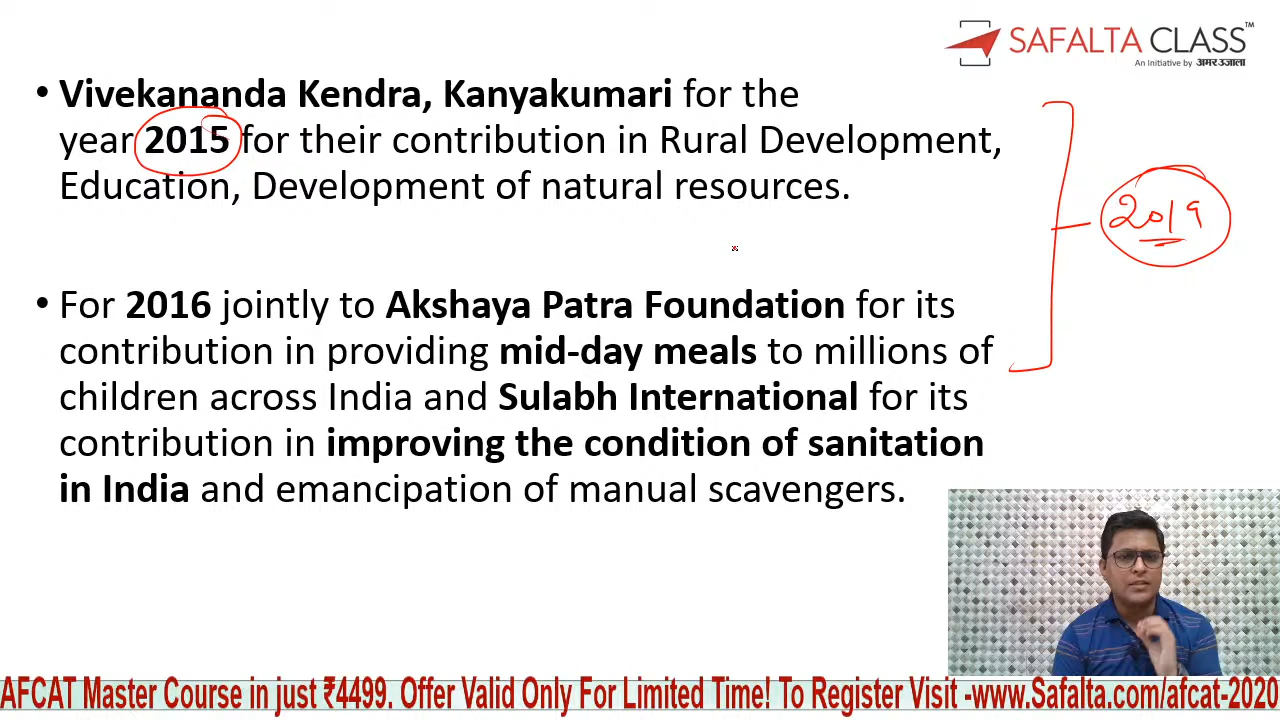 SAFALTA CLASS™
An Initiative by अमर उजाला
• Vivekananda Kendra, Kanyakumari for the
year 2015 for their contribution in Rural Development,
Education, Development of natural resources.
2019
• For 2016 jointly to Akshaya Patra Foundation for its
contribution in providing mid-day meals to millions of
children across India and Sulabh International for its
contribution in improving the condition of sanitation
in India and emancipation of manual scavengers.
AFCAT Master Course in just ₹4499. Offer Valid Only For Limited Time! To Register Visit -www.Safalta.com/afcat-2020